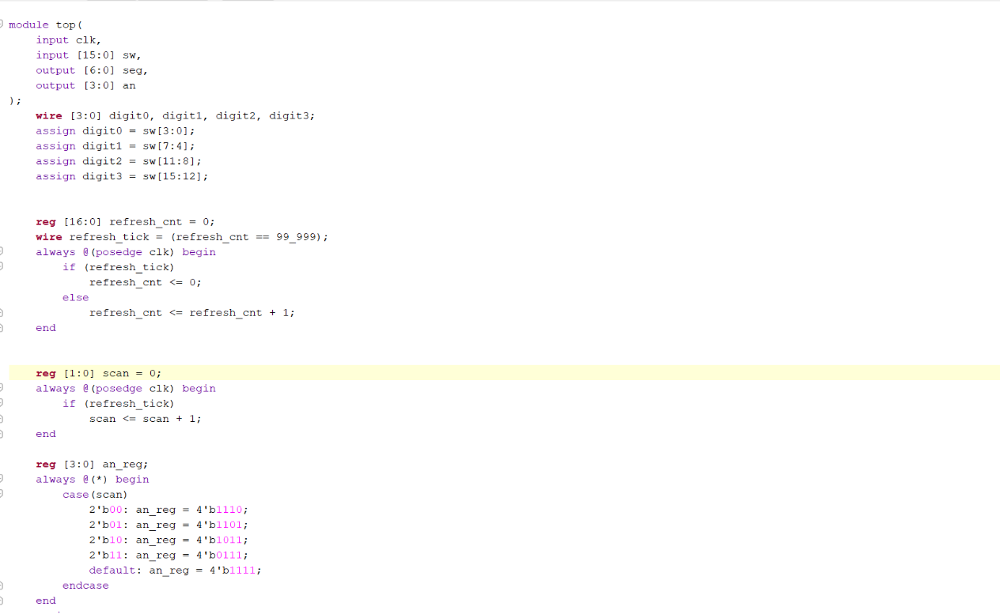 module top(
    input clk,
    input [15:0] sw,
    output [6:0] seg,
    output [3:0] an
);
    wire [3:0] digit0, digit1, digit2, digit3;
    assign digit0 = sw[3:0];
    assign digit1 = sw[7:4];
    assign digit2 = sw[11:8];
    assign digit3 = sw[15:12];
    reg [16:0] refresh_cnt = 0;
    wire refresh_tick = (refresh_cnt == 99_999);
    always @(posedge clk) begin
        if (refresh_tick)
            refresh_cnt <= 0;
        else
            refresh_cnt <= refresh_cnt + 1;
    end
    reg [1:0] scan = 0;
    always @(posedge clk) begin
        if (refresh_tick)
            scan <= scan + 1;
    end
    reg [3:0] an_reg;
    always @(*) begin
        case(scan)
            2'b00: an_reg = 4'b1110;
            2'b01: an_reg = 4'b1101;
            2'b10: an_reg = 4'b1011;
            2'b11: an_reg = 4'b0111;
            default: an_reg = 4'b1111;
        endcase
    end